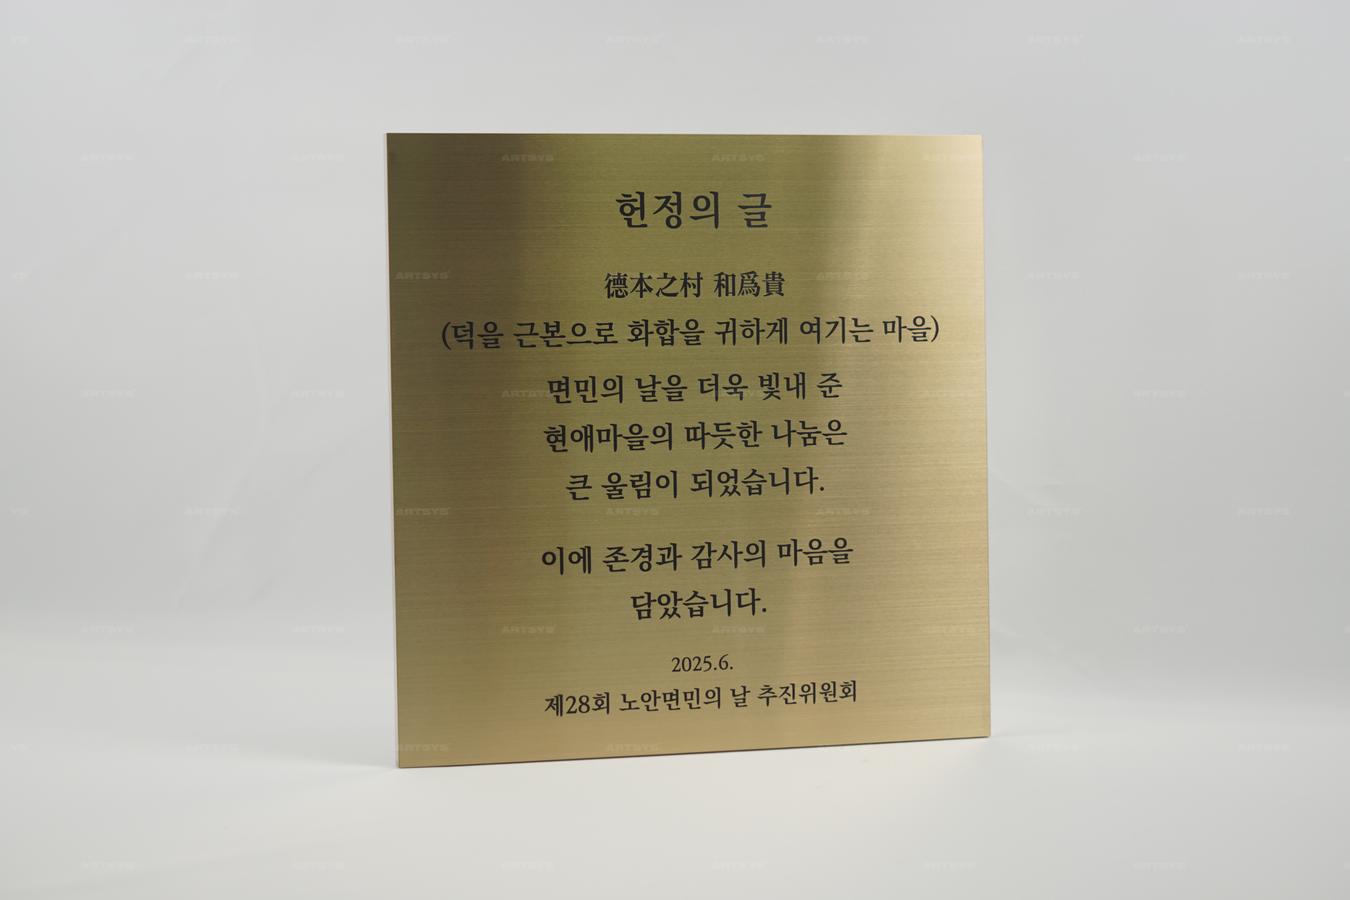 헌정의 글
德本之村 和爲貴
(덕을 근본으로 화합을 귀하게 여기는 마을)
면민의 날을 더욱 빛내 준
현애마을의 따듯한 나눔은
큰 울림이 되었습니다.
이에 존경과 감사의 마음을
담았습니다.
2025.6.
제28회 노안면민의 날 추진위원회
ARTSYS